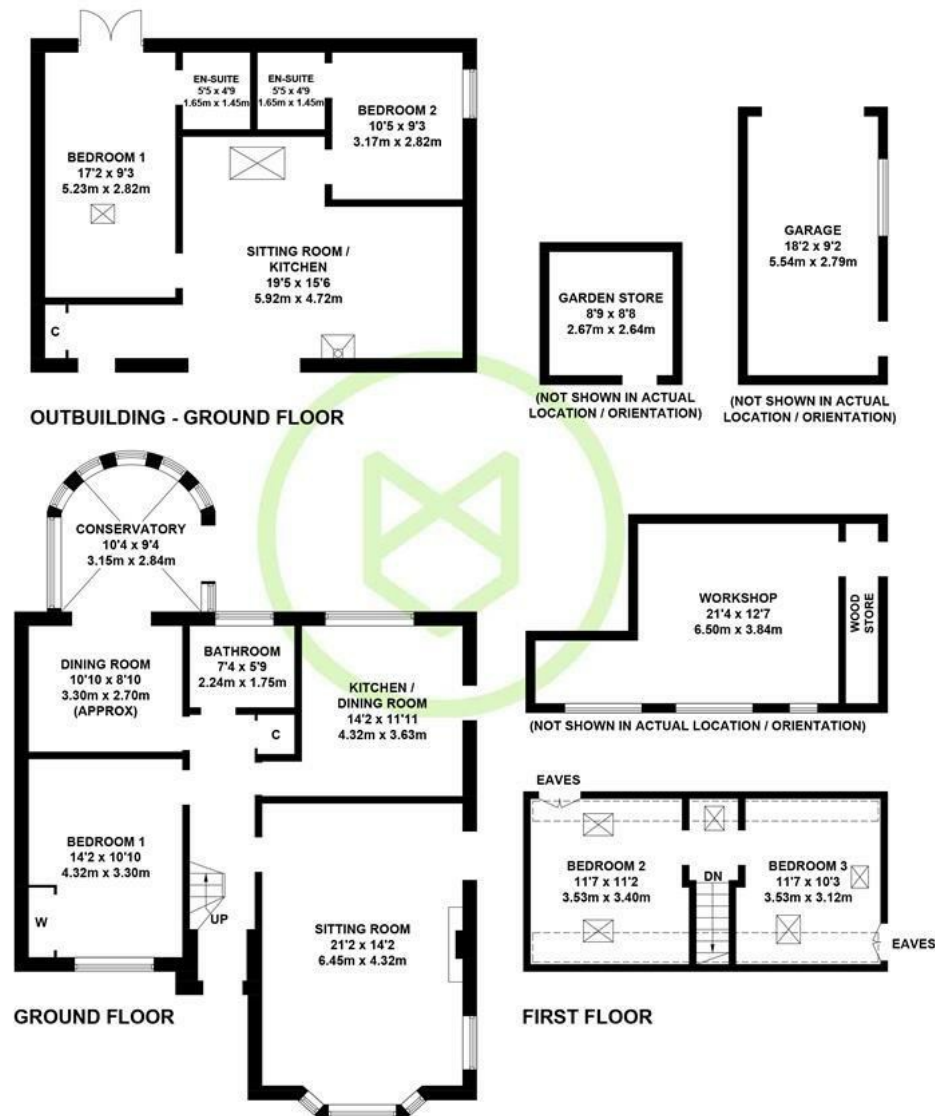 EN-SUITE
5'5 x 4'9
1.65m x 1.45m
EN-SUITE
5'5 x 4'9
1.65m x 1.45m
BEDROOM 2
10'5 x 9'3
3.17m x 2.82m
BEDROOM 1
17'2 x 9'3
5.23m x 2.82m
SITTING ROOM /
KITCHEN
19'5 x 15'6
5.92m x 4.72m
C
OUTBUILDING - GROUND FLOOR
GARDEN STORE
8'9 x 8'8
2.67m x 2.64m
(NOT SHOWN IN ACTUAL
LOCATION / ORIENTATION)
GARAGE
18'2 x 9'2
5.54m x 2.79m
(NOT SHOWN IN ACTUAL
LOCATION / ORIENTATION)
CONSERVATORY
10'4 x 9'4
3.15m x 2.84m
DINING ROOM
10'10 x 8'10
3.30m x 2.70m
(APPROX)
BATHROOM
7'4 x 5'9
2.24m x 1.75m
C
KITCHEN /
DINING ROOM
14'2 x 11'11
4.32m x 3.63m
BEDROOM 1
14'2 x 10'10
4.32m x 3.30m
W
UP
SITTING ROOM
21'2 x 14'2
6.45m x 4.32m
GROUND FLOOR
WORKSHOP
21'4 x 12'7
6.50m x 3.84m
WOOD
STORE
(NOT SHOWN IN ACTUAL LOCATION / ORIENTATION)
EAVES
BEDROOM 2
11'7 x 11'2
3.53m x 3.40m
DN
BEDROOM 3
11'7 x 10'3
3.53m x 3.12m
EAVES
FIRST FLOOR